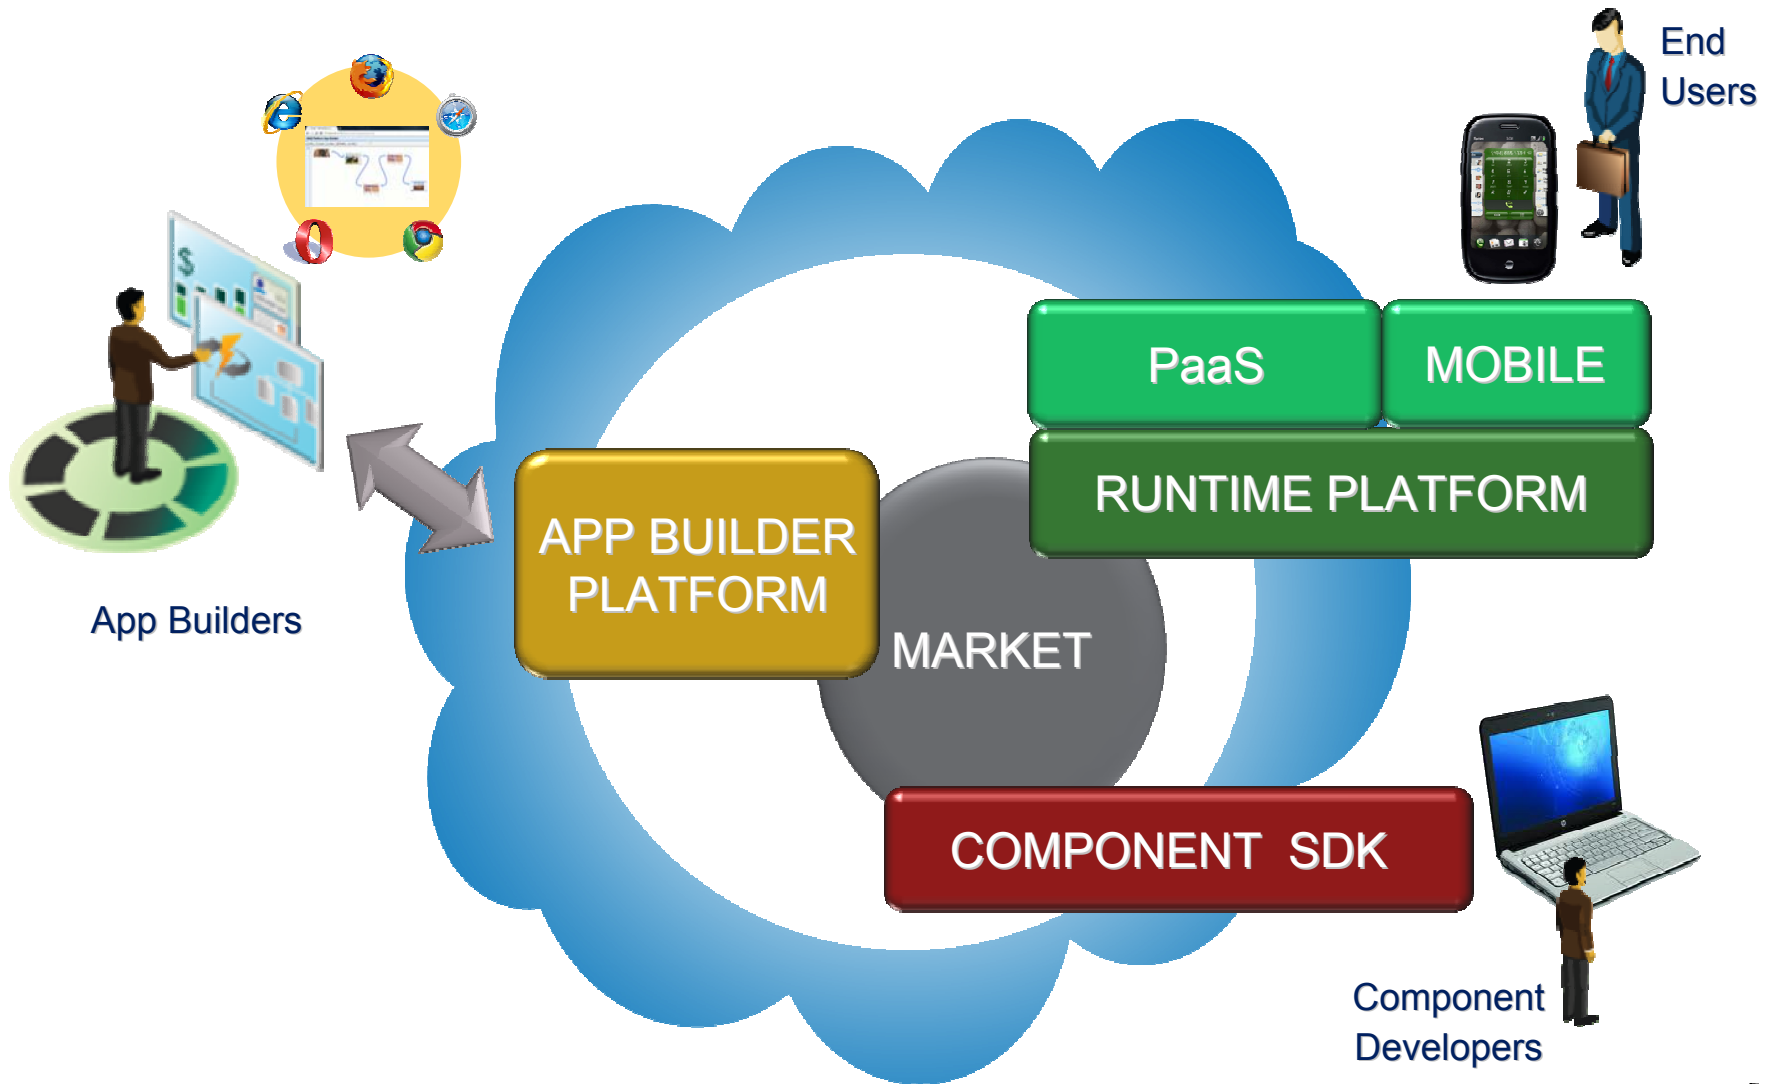 End
Users
PaaS
MOBILE
RUNTIME PLATFORM
APP BUILDER
PLATFORM
App Builders
MARKET
COMPONENT SDK
Component
Developers
$